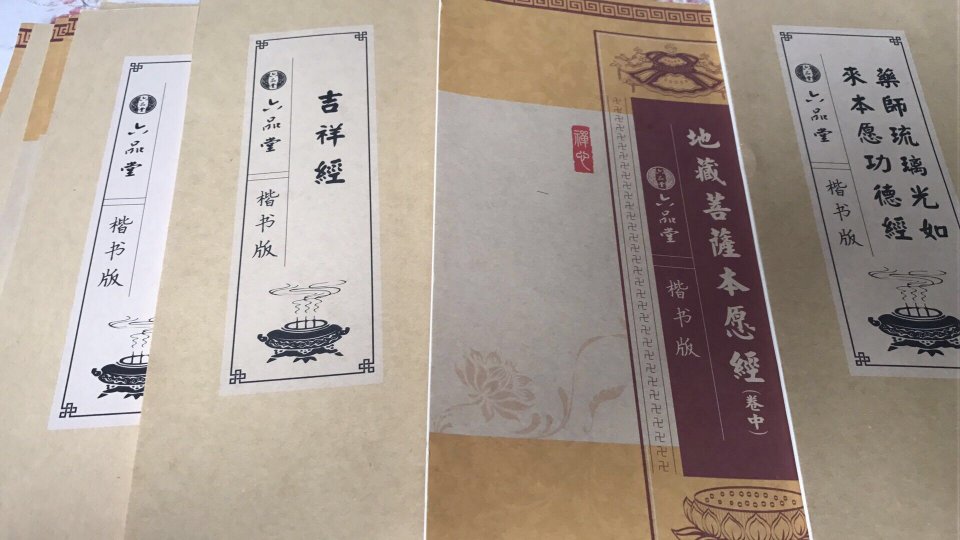 六品堂
楷书版
吉祥經
六品堂
楷书版
禪心
地藏菩薩本愿經(卷中)
六品堂
楷书版
藥師琉璃光如
來本愿功德經
六品堂
楷书版